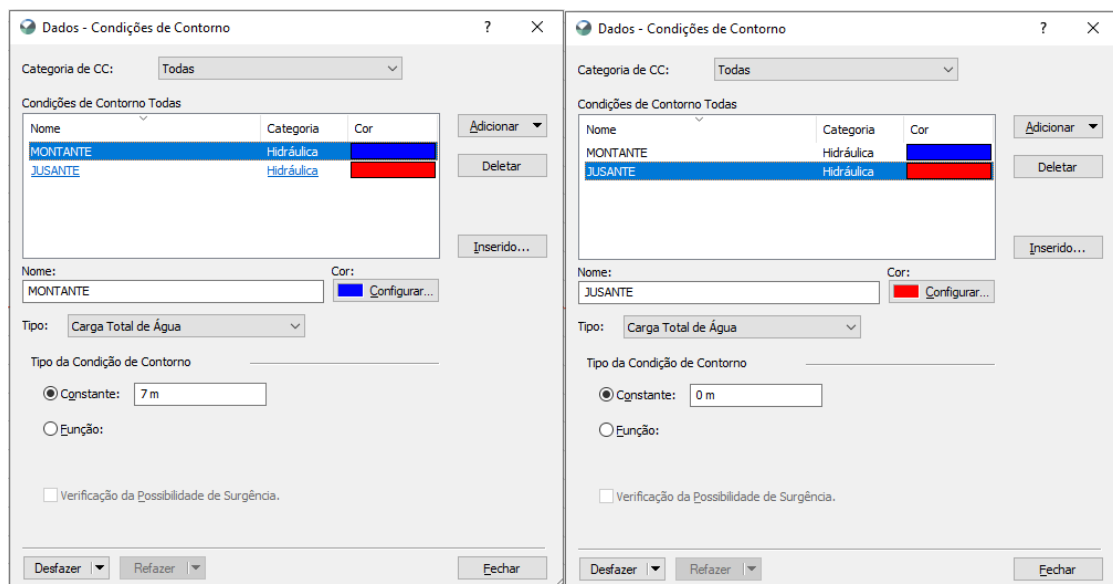 Dados - Condições de Contorno
Categoria de CC: Todas
Condições de Contorno Todas
Nome Categoria Cor
MONTANTE Hidráulica
JUSANTE Hidráulica
Adicionar
Deletar
Inserido...
Nome: Cor:
MONTANTE Configurar...
Tipo: Carga Total de Água
Tipo da Condição de Contorno
Constante: 7 m
Função:
Verificação da Possibilidade de Surgência.
Desfazer Refazer Fechar
Dados - Condições de Contorno
Categoria de CC: Todas
Condições de Contorno Todas
Nome Categoria Cor
MONTANTE Hidráulica
JUSANTE Hidráulica
Adicionar
Deletar
Inserido...
Nome: Cor:
JUSANTE Configurar...
Tipo: Carga Total de Água
Tipo da Condição de Contorno
Constante: 0 m
Função:
Verificação da Possibilidade de Surgência.
Desfazer Refazer Fechar